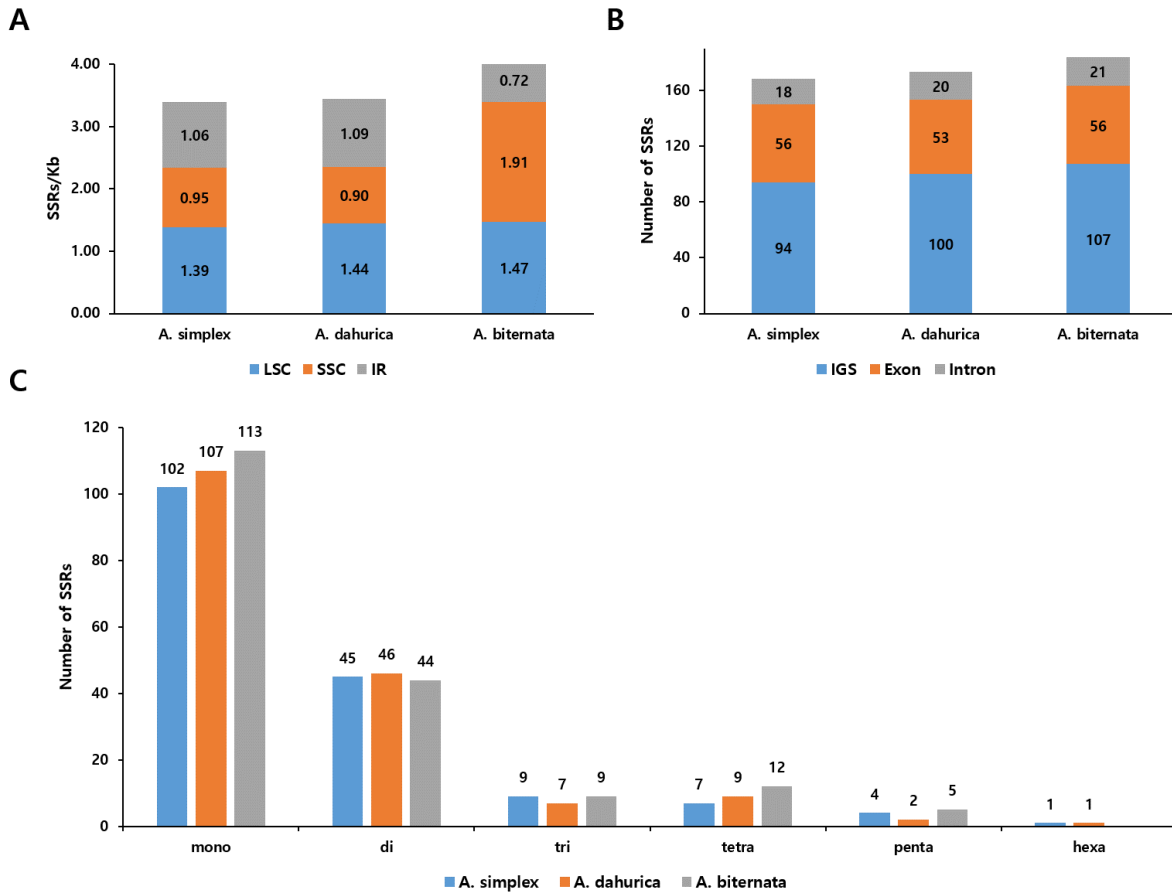 A
SSRs/Kb
4.00
3.00
2.00
1.00
0.00
1.06
0.95
1.39
1.09
0.90
1.44
0.72
1.91
1.47
A. simplex
A. dahurica
A. biternata
LSC SSC IR
B
Number of SSRs
160
120
80
40
0
18
56
94
20
53
100
21
56
107
A. simplex
A. dahurica
A. biternata
IGS Exon Intron
C
Number of SSRs
120
100
80
60
40
20
0
102 107 113
45 46 44
9 7 9
7 9 12
4 2 5
1 1
mono
di
tri
tetra
penta
hexa
A. simplex A. dahurica A. biternata